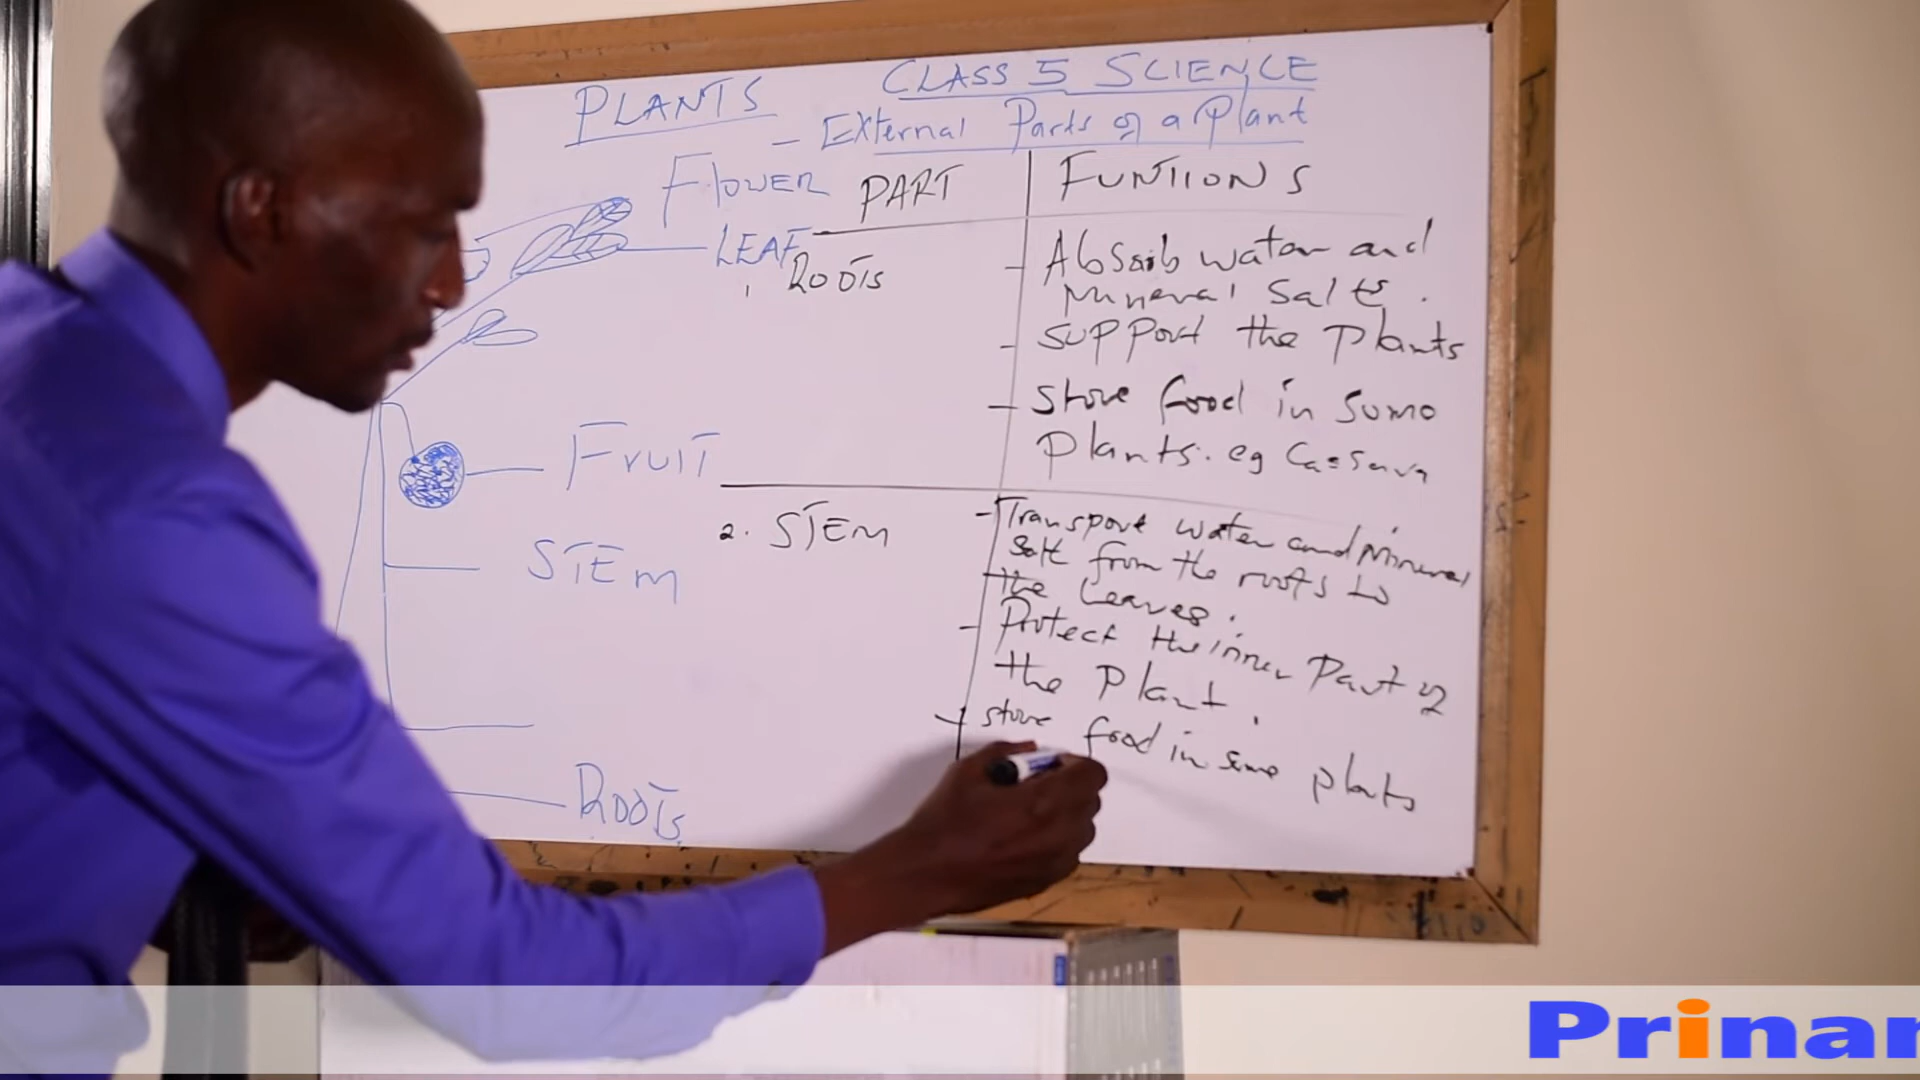 CLASS 5 SCIENCE
PLANTS
- External Parts of a Plant
Flower
LEAF
FRUIT
STEM
ROOTS
PART
FUNTIONS
1 ROOTS
- Absorb water and
Mineral Salts.
- Support the Plants
- Store food in some
Plants. eg Cassava
2. STEM
- Transport water and Mineral
Salt from the roots to
the leaves.
- Protect the inner Part of
the Plant.
- store food in some plants
Prinar